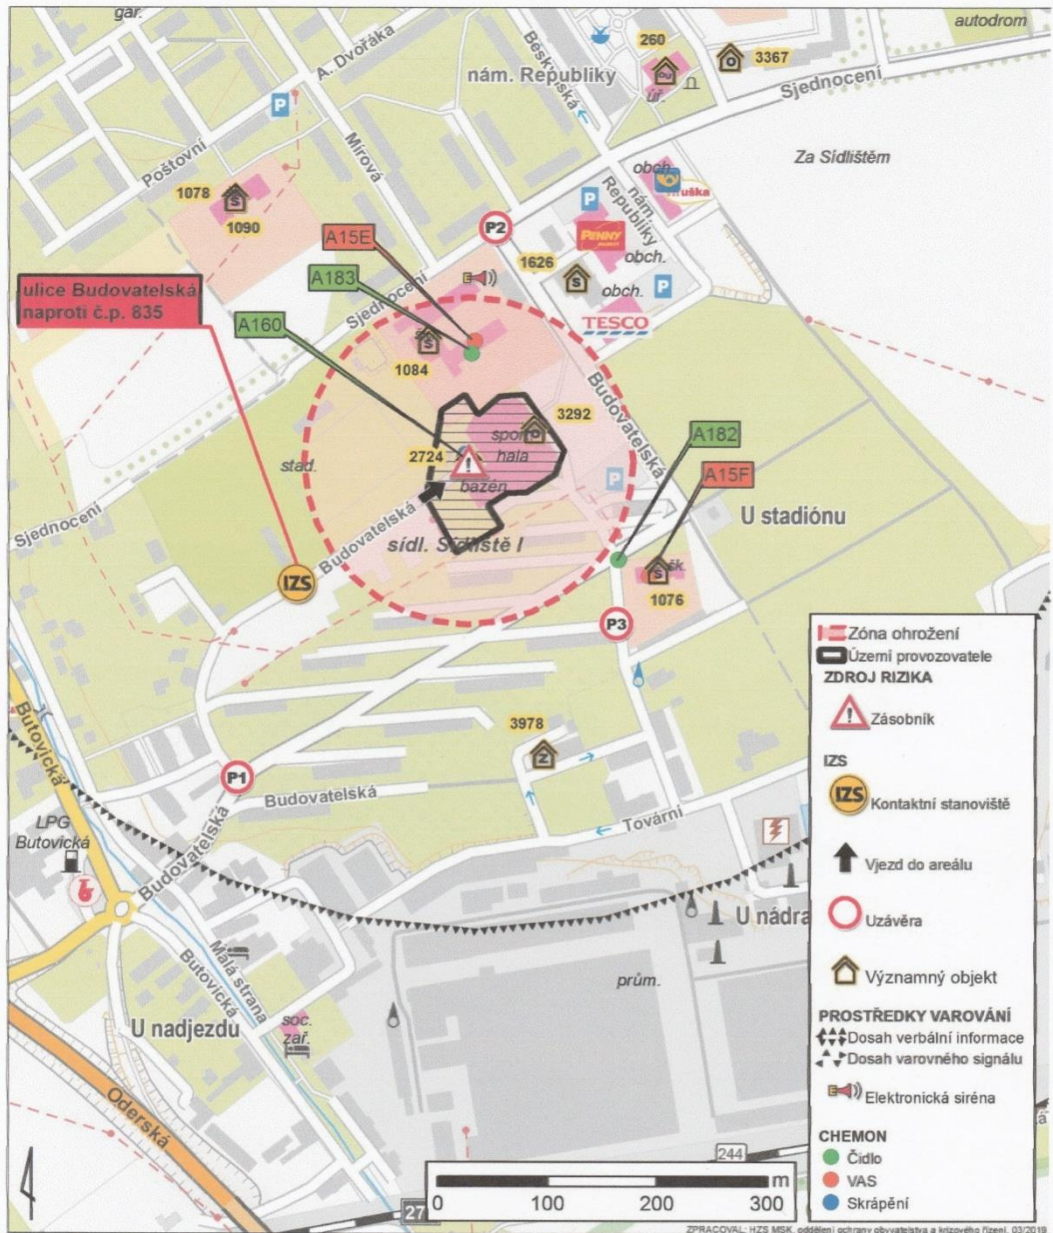 gar.
autodrom
A. Dvořáka
Beskydská
260
3367
nám. Republiky
úř.
Sjednocení
P
Mírová
Poštovní
Za Sídlištěm
1078
S
1090
obch.
P
nám. Republiky
P2
A15E
PENNY
A183
1626
S
obch.
P
obch.
ulice Budovatelská
naproti č.p. 835
Sjednocení
TESCO
A160
S
1084
3292
Budovatelská
A182
sport.
hala
2724
!
stad.
bazén
P
A15F
Budovatelská
U stadiónu
Sjednocení
sídl. Sídliště I
IZS
S
šk.
1076
P3
3978
Z
Butovická
P1
Budovatelská
Tovární
LPG
Butovická
Budovatelská
U nádra
Malá strana
Butovická
prům.
U nadjezdu
soc.
zař.
Oderská
244
27
m
0 100 200 300
Zóna ohrožení
Území provozovatele
ZDROJ RIZIKA
! Zásobník
IZS
IZS Kontaktní stanoviště
Vjezd do areálu
Uzávěra
Významný objekt
PROSTŘEDKY VAROVÁNÍ
Dosah verbální informace
Dosah varovného signálu
Elektronická siréna
CHEMON
Čidlo
VAS
Skrápění
ZPRACOVAL: HZS MSK, oddělení ochrany obyvatelstva a krizového řízení, 03/2019